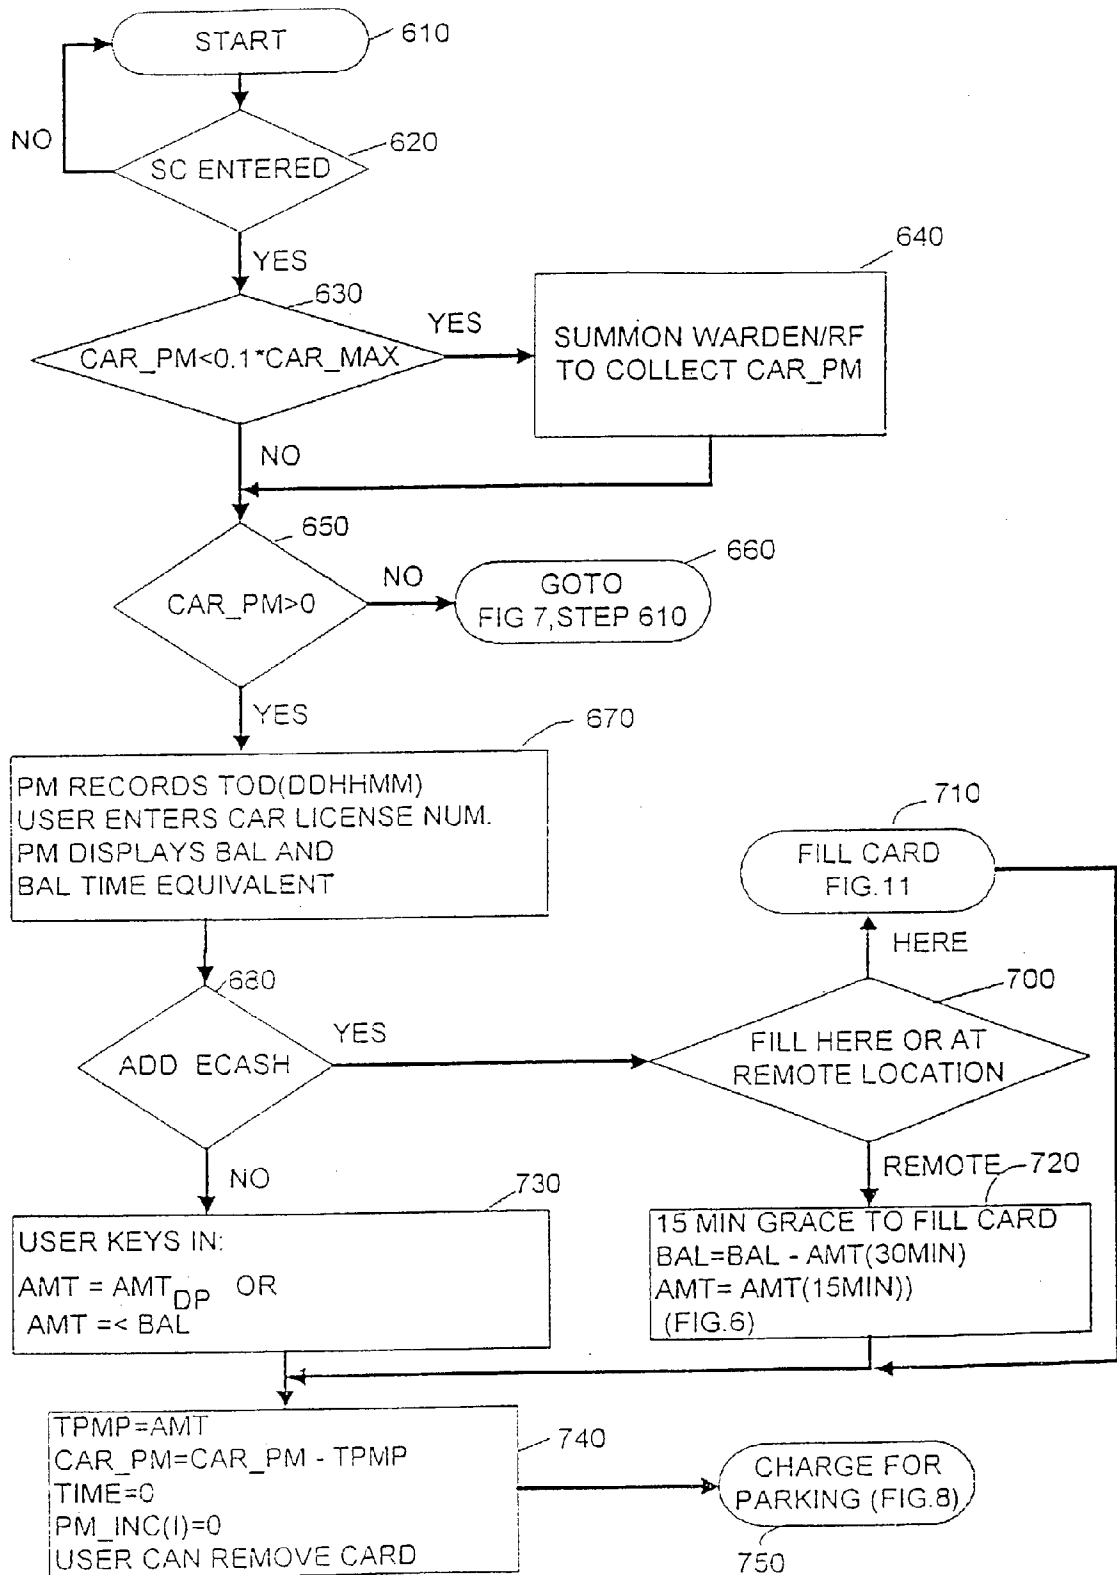 START
610
NO
SC ENTERED
620
YES
630
640
CAR_PM<0.1*CAR_MAX
YES
SUMMON WARDEN/RF
TO COLLECT CAR_PM
NO
650
660
CAR_PM>0
NO
GOTO
FIG 7,STEP 610
YES
670
PM RECORDS TOD(DDHHMM)
USER ENTERS CAR LICENSE NUM.
PM DISPLAYS BAL AND
BAL TIME EQUIVALENT
710
FILL CARD
FIG.11
HERE
680
700
ADD ECASH
YES
FILL HERE OR AT
REMOTE LOCATION
NO
REMOTE
720
730
USER KEYS IN:
AMT = AMT DP OR
AMT =< BAL
15 MIN GRACE TO FILL CARD
BAL=BAL - AMT(30MIN)
AMT= AMT(15MIN))
(FIG.6)
TPMP=AMT
CAR_PM=CAR_PM - TPMP
TIME=0
PM_INC(I)=0
USER CAN REMOVE CARD
740
CHARGE FOR
PARKING (FIG.8)
750